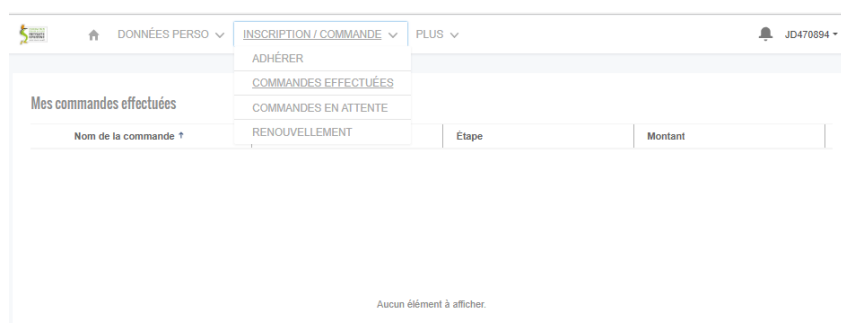 DONNÉES PERSO
INSCRIPTION / COMMANDE
PLUS
JD470894
ADHÉRER
COMMANDES EFFECTUÉES
COMMANDES EN ATTENTE
RENOUVELLEMENT
Mes commandes effectuées
Nom de la commande ↑
Étape
Montant
Aucun élément à afficher.